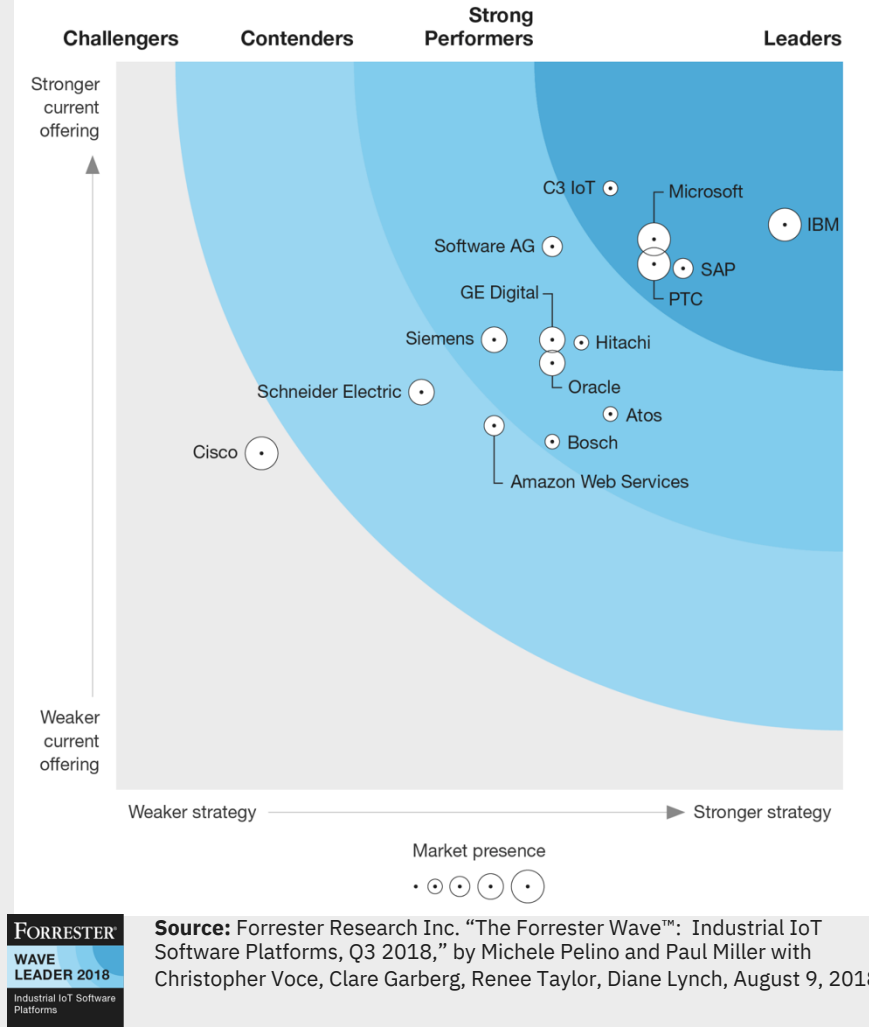 Strong
Challengers Contenders Performers Leaders
Stronger
current
offering
C3 IoT
Microsoft
IBM
Software AG
SAP
GE Digital
PTC
Siemens
Hitachi
Schneider Electric
Oracle
Atos
Cisco
Bosch
Amazon Web Services
Weaker
current
offering
Weaker strategy Stronger strategy
Market presence
FORRESTER®
WAVE
LEADER 2018
Industrial IoT Software
Platforms
Source: Forrester Research Inc. “The Forrester Wave™: Industrial IoT
Software Platforms, Q3 2018,” by Michele Pelino and Paul Miller with
Christopher Voce, Clare Garberg, Renee Taylor, Diane Lynch, August 9, 2018